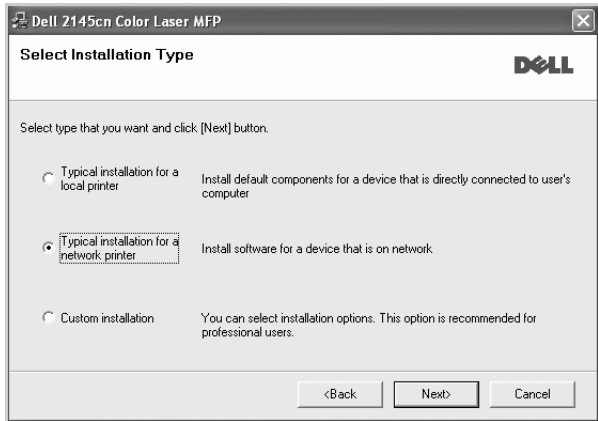 Dell 2145cn Color Laser MFP
Select Installation Type
DELL
Select type that you want and click [Next] button.
Typical installation for a
local printer
Install default components for a device that is directly connected to user's
computer
Typical installation for a
network printer
Install software for a device that is on network
Custom installation
You can select installation options. This option is recommended for
professional users.
<Back
Next>
Cancel